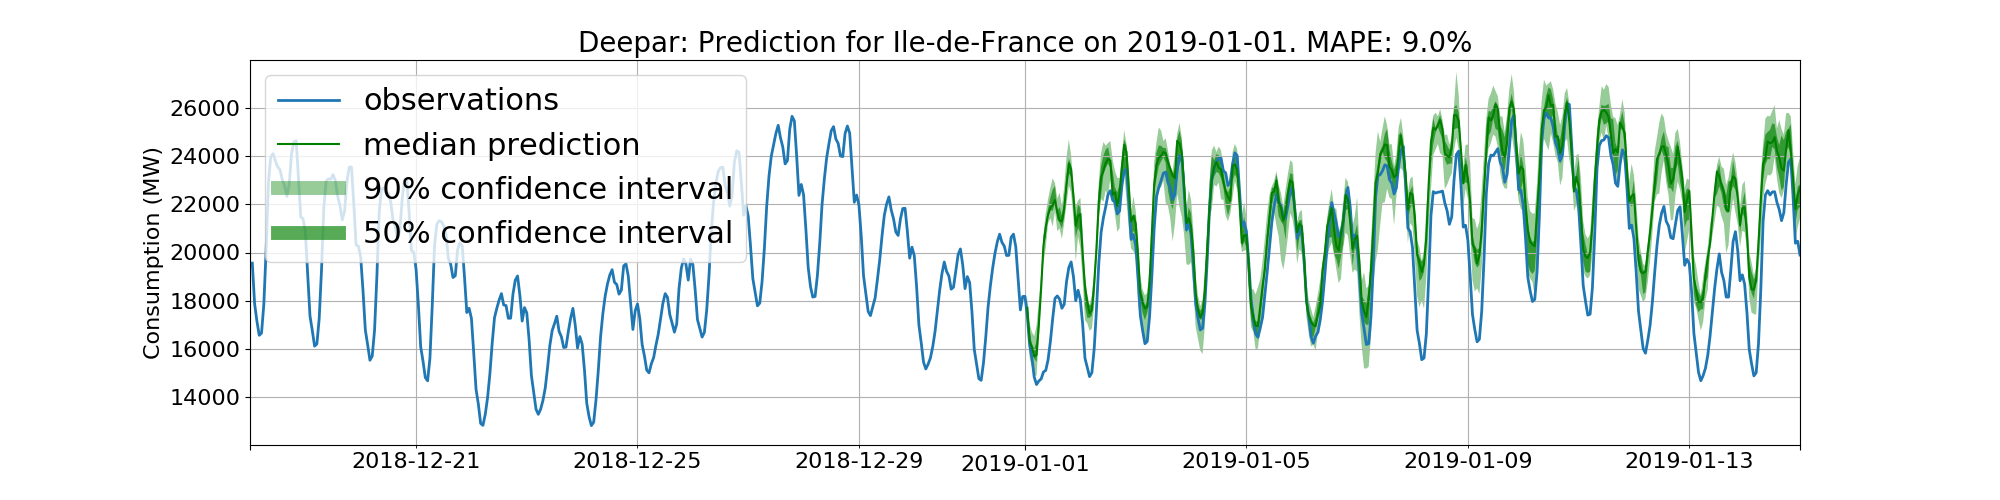 Deepar: Prediction for Ile-de-France on 2019-01-01. MAPE: 9.0%
observations
median prediction
90% confidence interval
50% confidence interval
Consumption (MW)
26000
24000
22000
20000
18000
16000
14000
2018-12-21
2018-12-25
2018-12-29
2019-01-01
2019-01-05
2019-01-09
2019-01-13